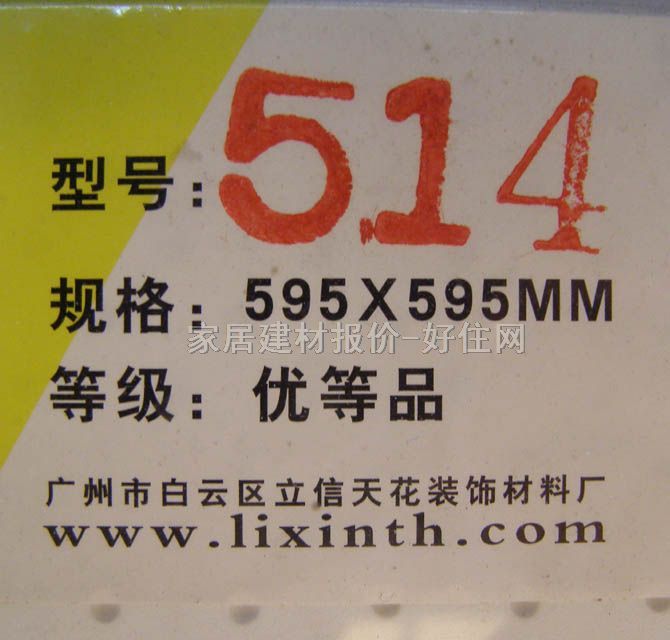 型号：514
规格：595X595MM
家居建材报价-好住网
等级：优等品
广州市白云区立信天花装饰材料厂
www.lixinth.com